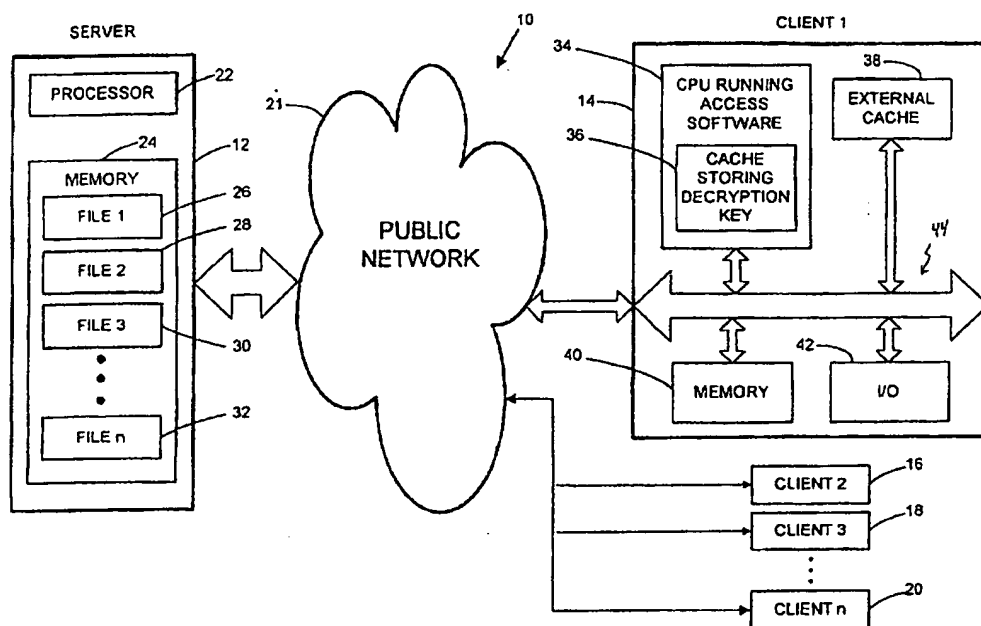 SERVER
PROCESSOR
22
24
12
MEMORY
26
FILE 1
28
FILE 2
FILE 3
30
32
FILE n
10
21
PUBLIC
NETWORK
CLIENT 1
34
14
CPU RUNNING
ACCESS
SOFTWARE
36
CACHE
STORING
DECRYPTION
KEY
38
EXTERNAL
CACHE
44
40
MEMORY
42
I/O
16
CLIENT 2
18
CLIENT 3
20
CLIENT n